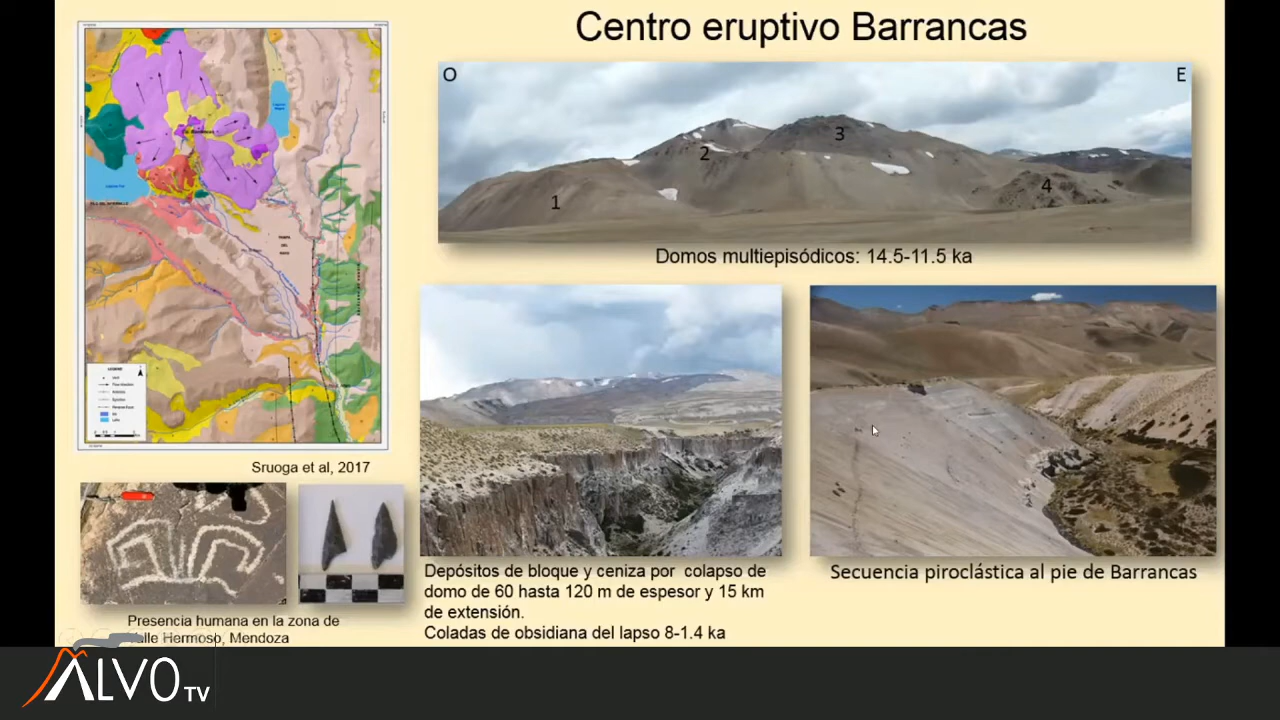 Centro eruptivo Barrancas
O
E
1
2
3
4
Domos multiepisódicos: 14.5-11.5 ka
Sruoga et al, 2017
Presencia humana en la zona de
Valle Hermoso, Mendoza
Depósitos de bloque y ceniza por colapso de
domo de 60 hasta 120 m de espesor y 15 km
de extensión.
Coladas de obsidiana del lapso 8-1.4 ka
Secuencia piroclástica al pie de Barrancas
ALVO TV